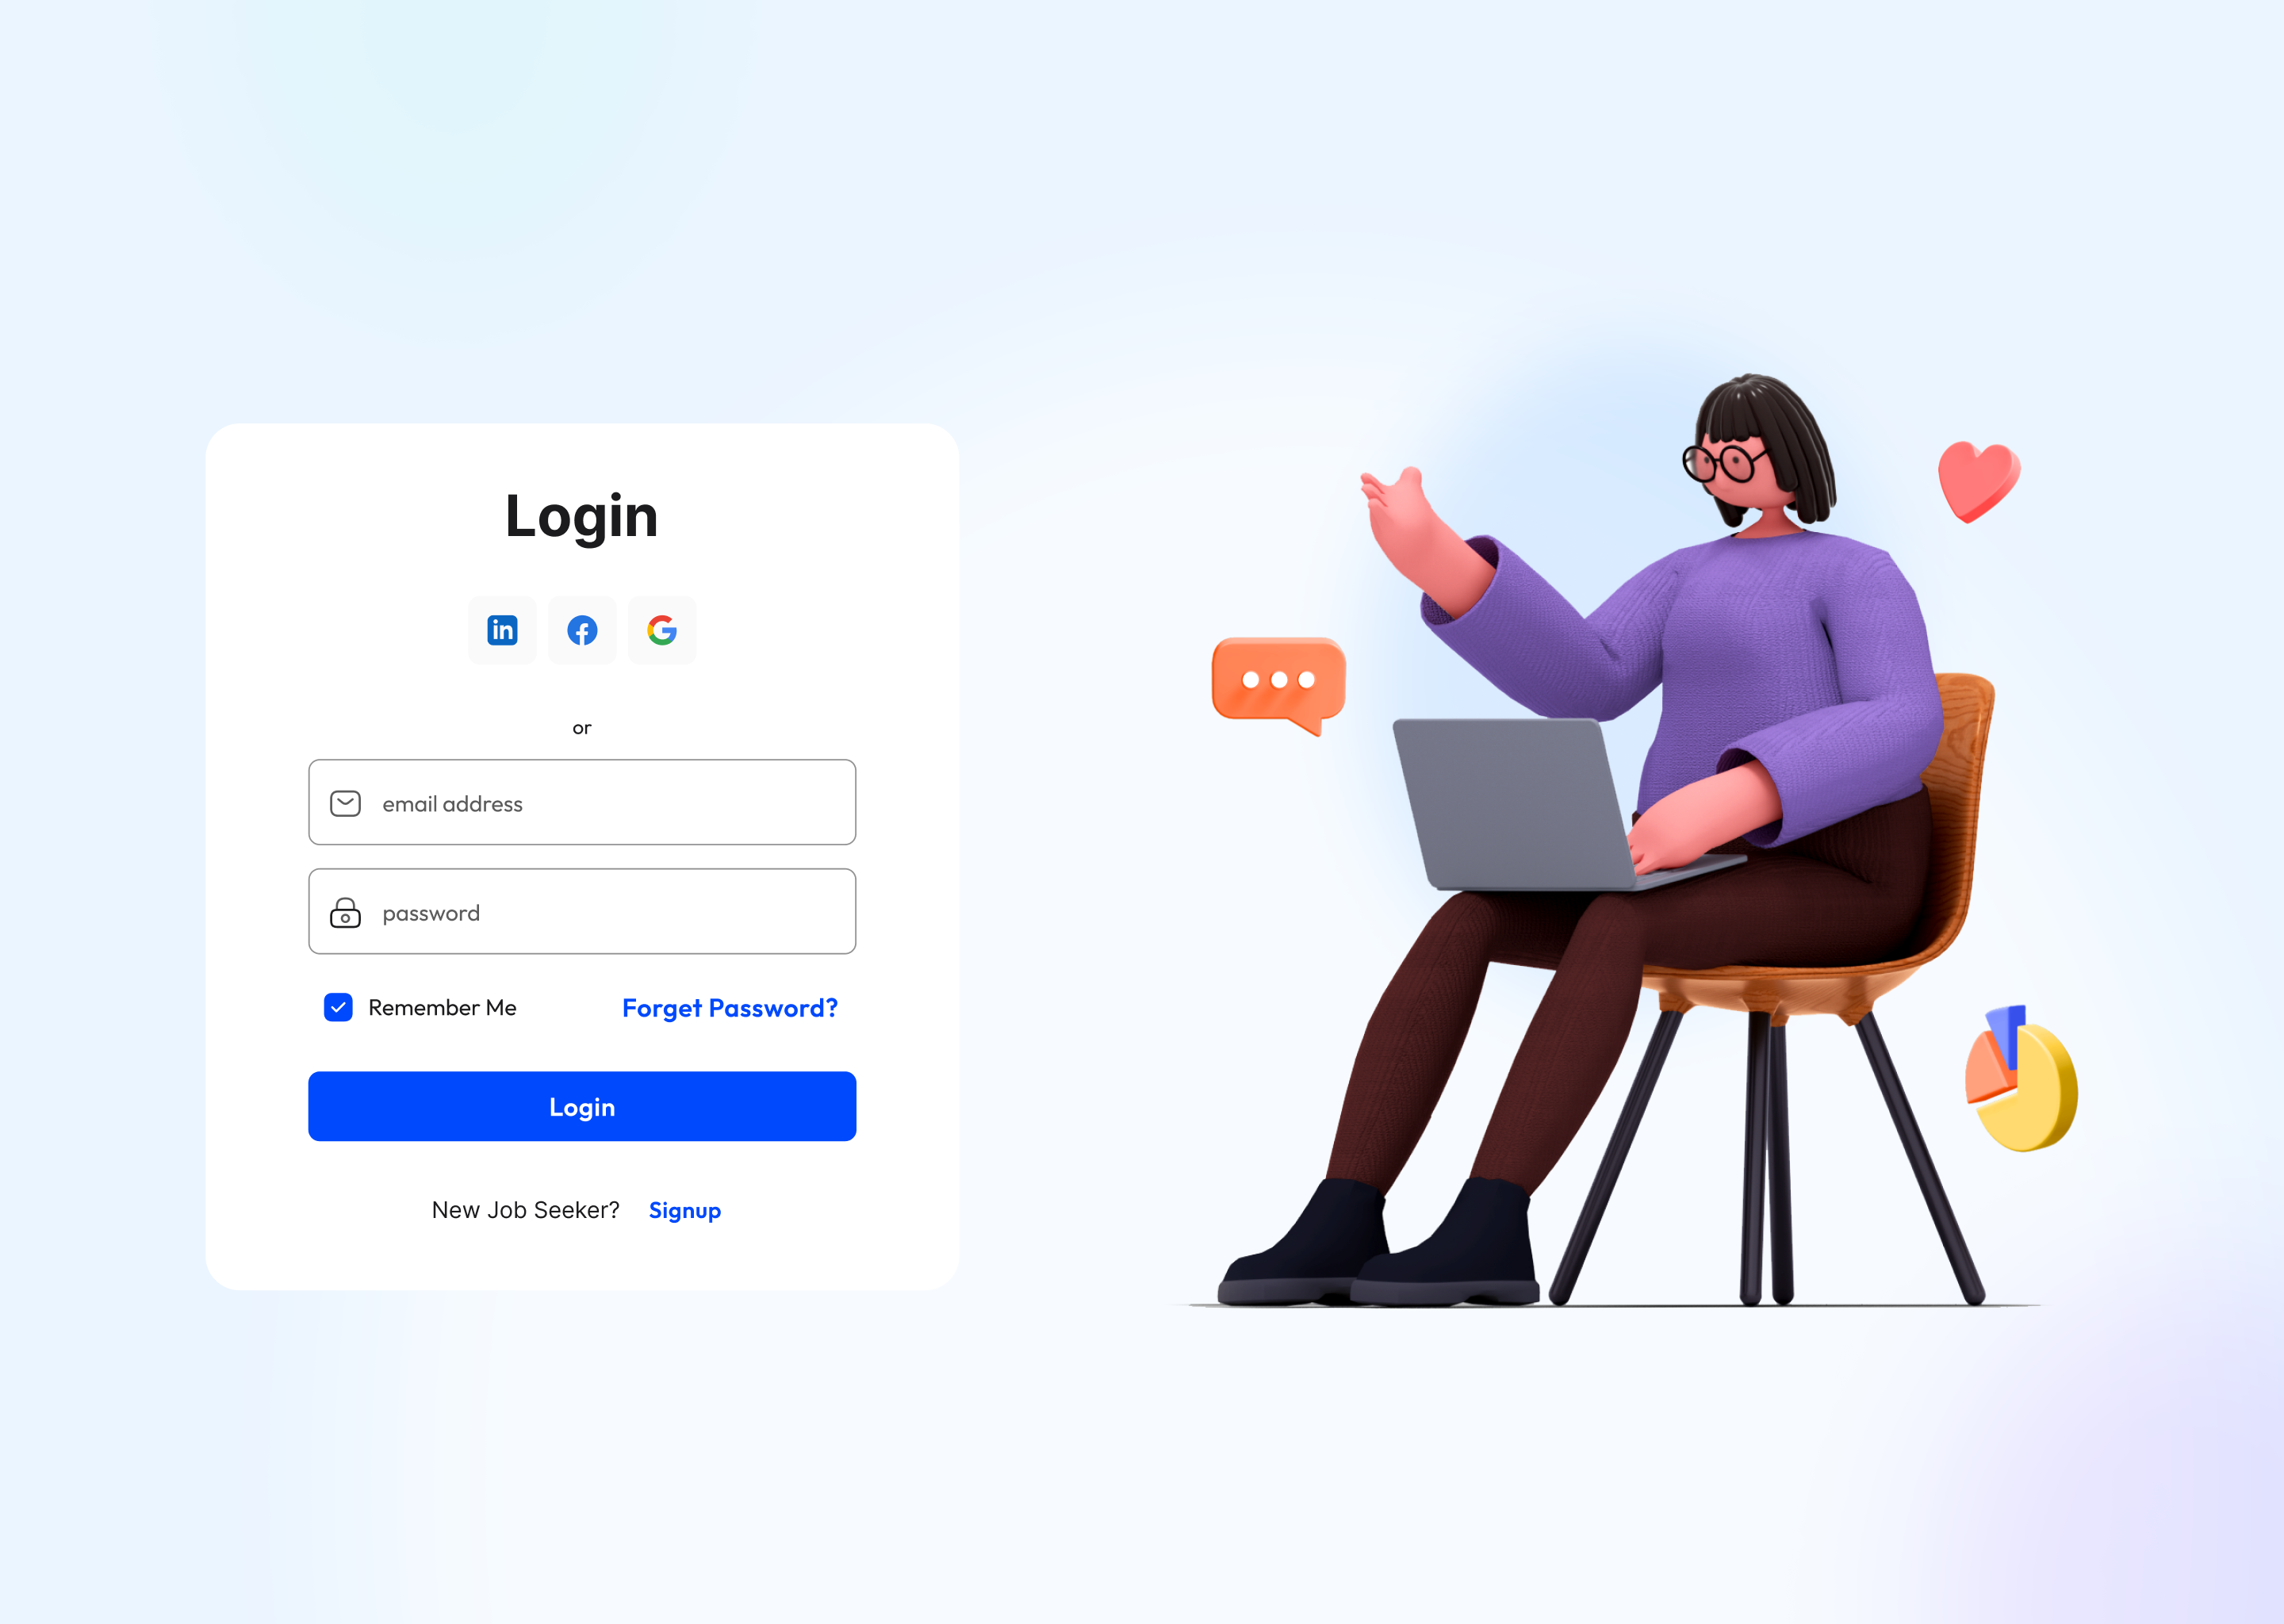 Login
in
or
email address
password
Remember Me
Forget Password?
Login
New Job Seeker? Signup